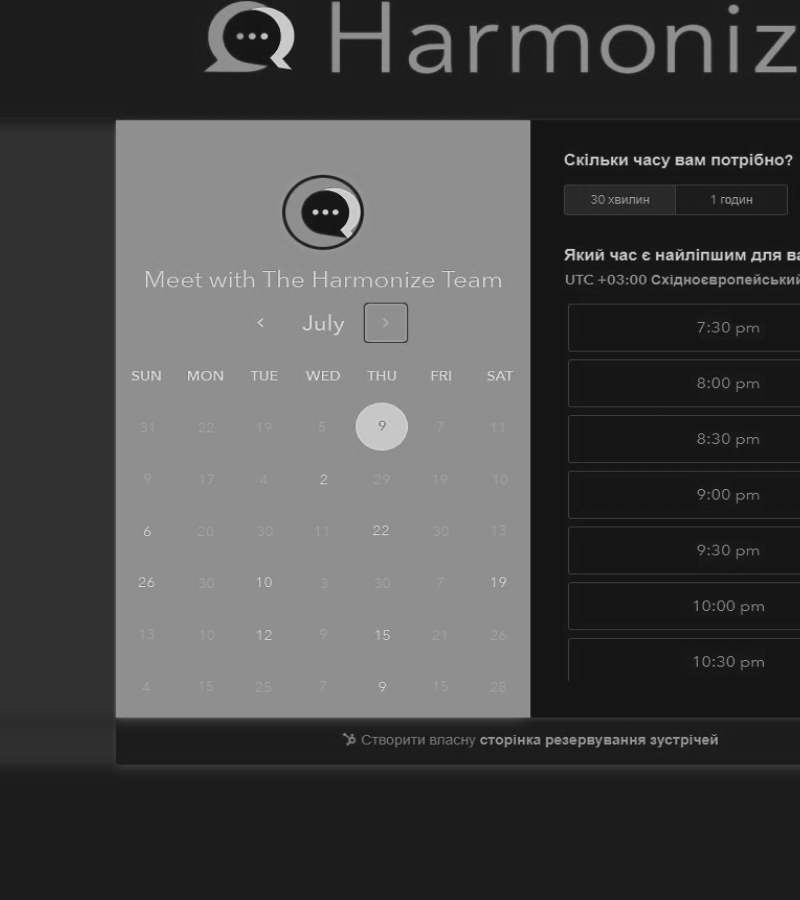 Harmoniz
Скільки часу вам потрібно?
30 хвилин 1 годин
Meet with The Harmonize Team
July
Який час є найліпшим для ва
UTC +03:00 Східноєвропейський
SUN MON TUE WED THU FRI SAT
31 22 19 5 9 7 11
9 17 4 2 29 19 10
6 20 30 11 22 30 13
26 30 10 3 30 7 19
13 10 12 9 15 21 26
4 15 25 7 9 15 28
7:30 pm
8:00 pm
8:30 pm
9:00 pm
9:30 pm
10:00 pm
10:30 pm
Створити власну сторінка резервування зустрічей